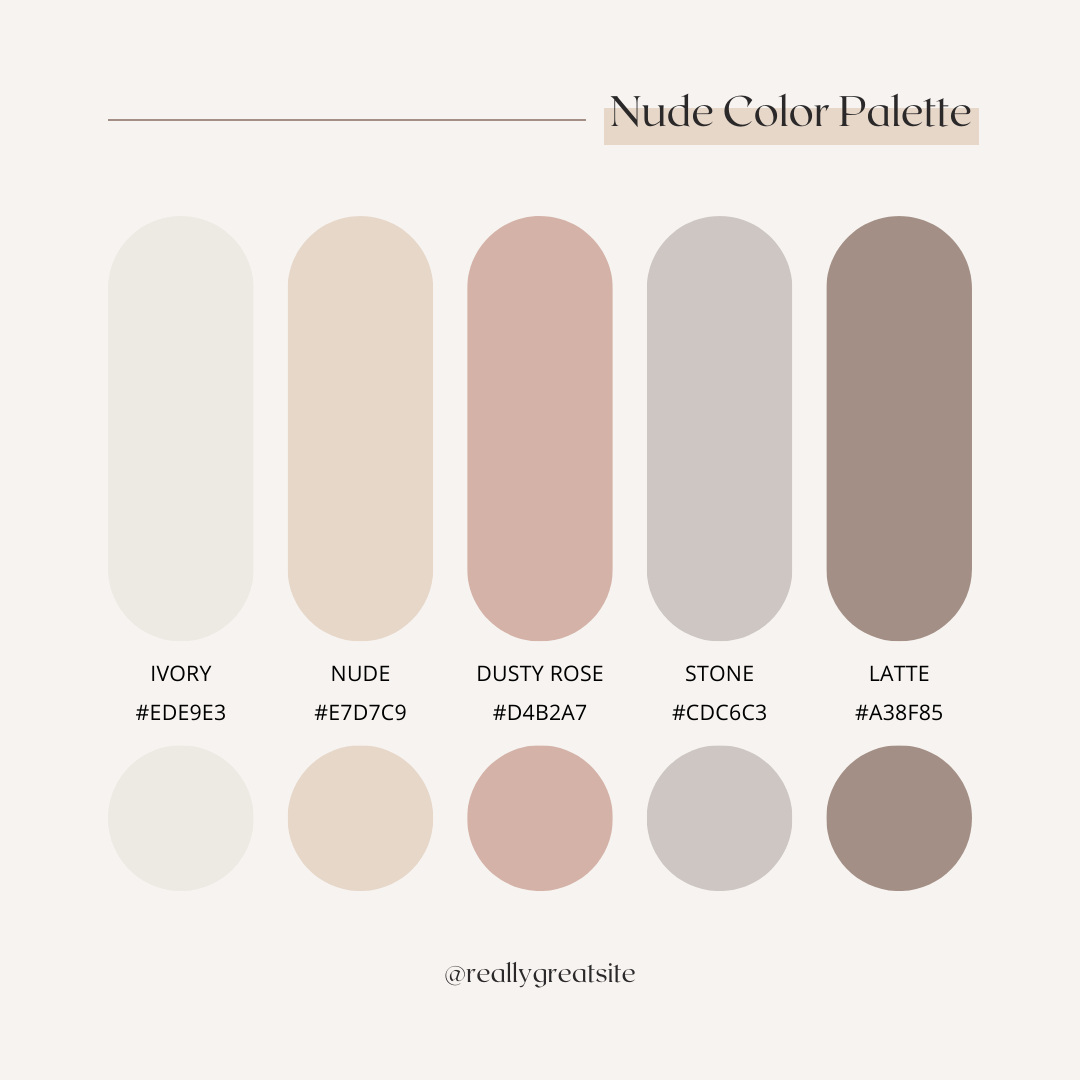 Nude Color Palette
IVORY
#EDE9E3
NUDE
#E7D7C9
DUSTY ROSE
#D4B2A7
STONE
#CDC6C3
LATTE
#A38F85
@reallygreatsite